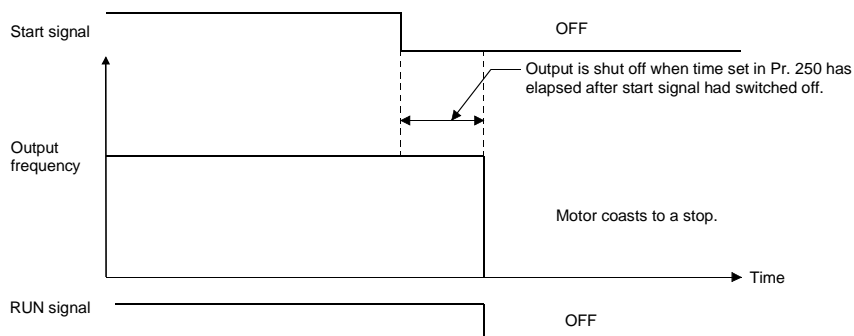 Start signal
OFF
Output is shut off when time set in Pr. 250 has
elapsed after start signal had switched off.
Output
frequency
Motor coasts to a stop.
Time
RUN signal
OFF